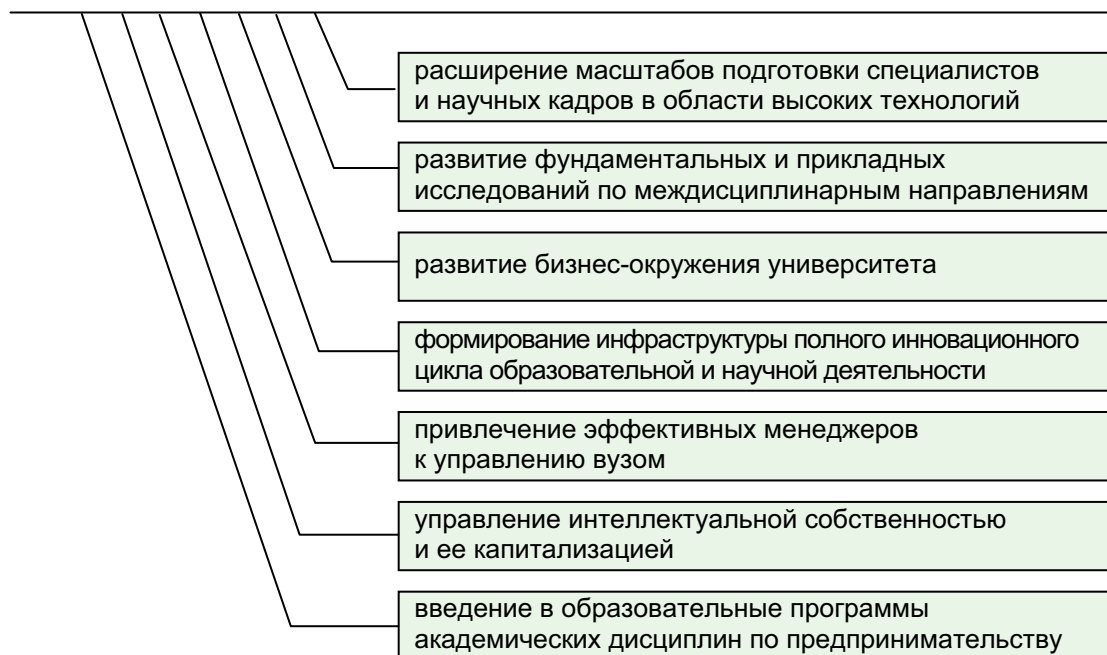 расширение масштабов подготовки специалистов
и научных кадров в области высоких технологий
развитие фундаментальных и прикладных
исследований по междисциплинарным направлениям
развитие бизнес-окружения университета
формирование инфраструктуры полного инновационного
цикла образовательной и научной деятельности
привлечение эффективных менеджеров
к управлению вузом
управление интеллектуальной собственностью
и ее капитализацией
введение в образовательные программы
академических дисциплин по предпринимательству